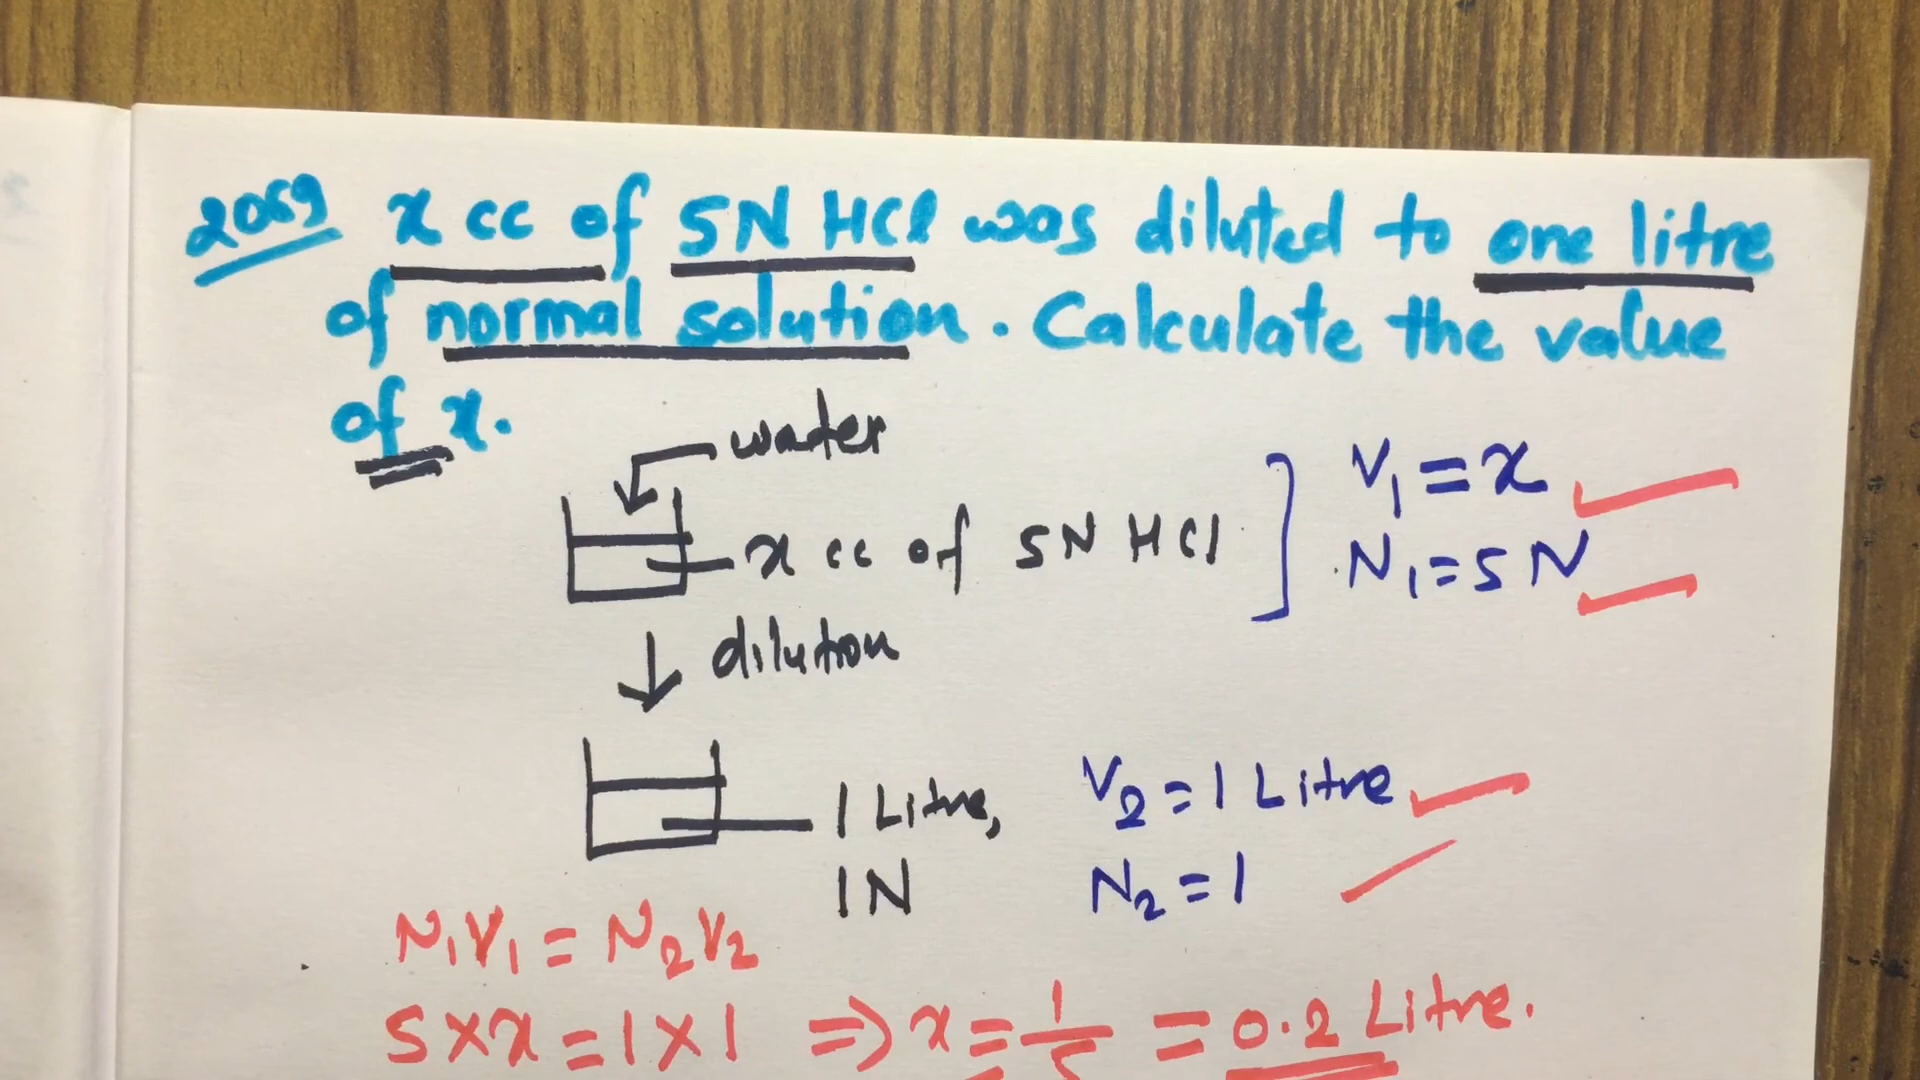 2069 x cc of 5N HCl was diluted to one litre
of normal solution. Calculate the value
of x.
water
x cc of 5N HCl ] V₁ = x
N₁ = 5 N
dilution
1 Litre, V₂ = 1 Litre
1N N₂ = 1
N₁V₁ = N₂V₂
5 × x = 1 × 1 ⇒ x = 1/5 = 0.2 Litre.